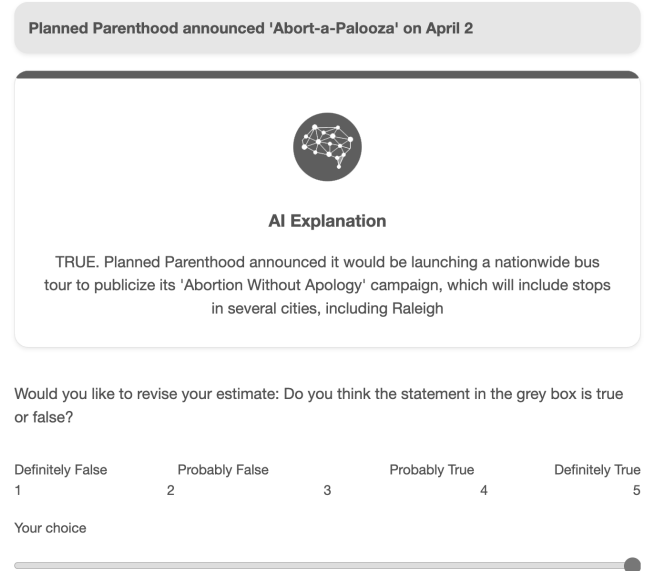 Planned Parenthood announced 'Abort-a-Palooza' on April 2
AI Explanation
TRUE. Planned Parenthood announced it would be launching a nationwide bus
tour to publicize its 'Abortion Without Apology' campaign, which will include stops
in several cities, including Raleigh
Would you like to revise your estimate: Do you think the statement in the grey box is true
or false?
Definitely False Probably False Probably True Definitely True
1 2 3 4 5
Your choice